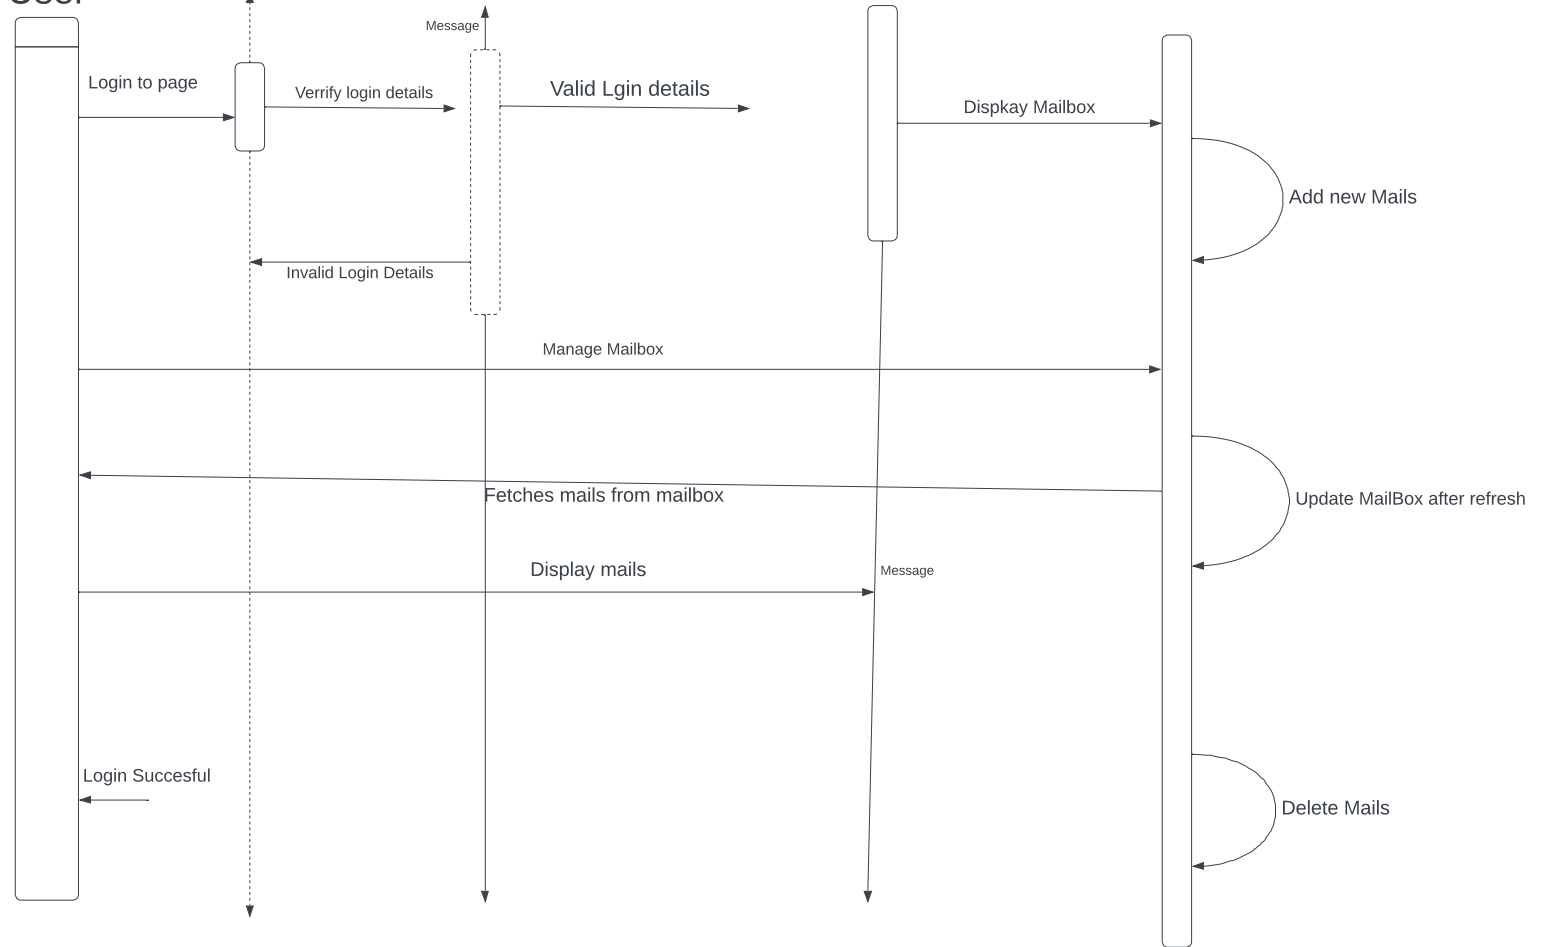 User
Message
Login to page
Verrify login details
Valid Lgin details
Dispkay Mailbox
Add new Mails
Invalid Login Details
Manage Mailbox
Fetches mails from mailbox
Update MailBox after refresh
Display mails
Message
Login Succesful
Delete Mails